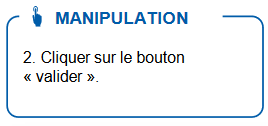 MANIPULATION
2. Cliquer sur le bouton
« valider ».